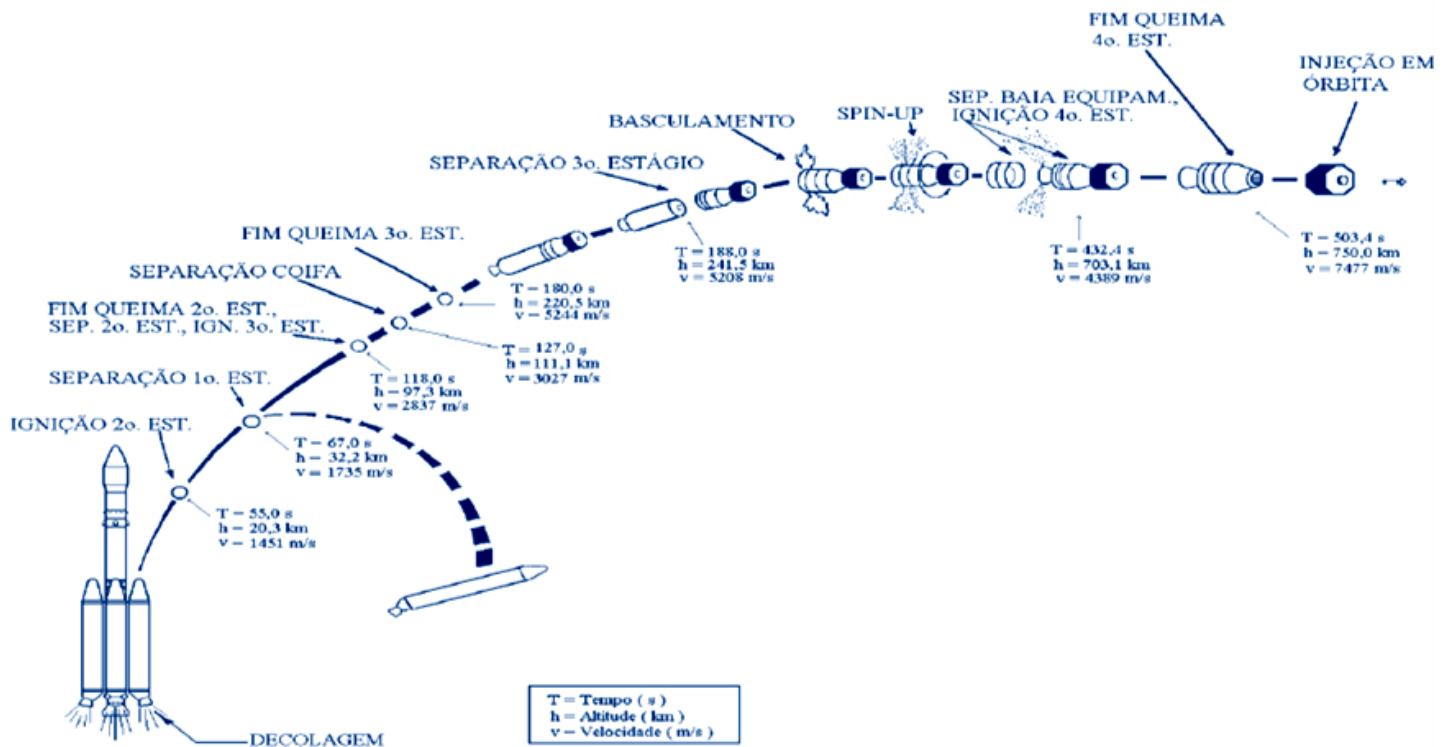 FIM QUEIMA
4o. EST.
INJEÇÃO EM
ÓRBITA
SEP. BAIA EQUIPAM.,
IGNIÇÃO 4o. EST.
SPIN-UP
BASCULAMENTO
SEPARAÇÃO 3o. ESTÁGIO
FIM QUEIMA 3o. EST.
SEPARAÇÃO COIFA
FIM QUEIMA 2o. EST.,
SEP. 2o. EST., IGN. 3o. EST.
SEPARAÇÃO 1o. EST.
IGNIÇÃO 2o. EST.
T = 503,4 s
h = 750,0 km
v = 7477 m/s
T = 432,4 s
h = 703,1 km
v = 4389 m/s
T = 188,0 s
h = 241,5 km
v = 5208 m/s
T = 180,0 s
h = 220,5 km
v = 5244 m/s
T = 127,0 s
h = 111,1 km
v = 3027 m/s
T = 118,0 s
h = 97,3 km
v = 2837 m/s
T = 67,0 s
h = 32,2 km
v = 1735 m/s
T = 55,0 s
h = 20,3 km
v = 1451 m/s
DECOLAGEM
T = Tempo ( s )
h = Altitude ( km )
v = Velocidade ( m/s )